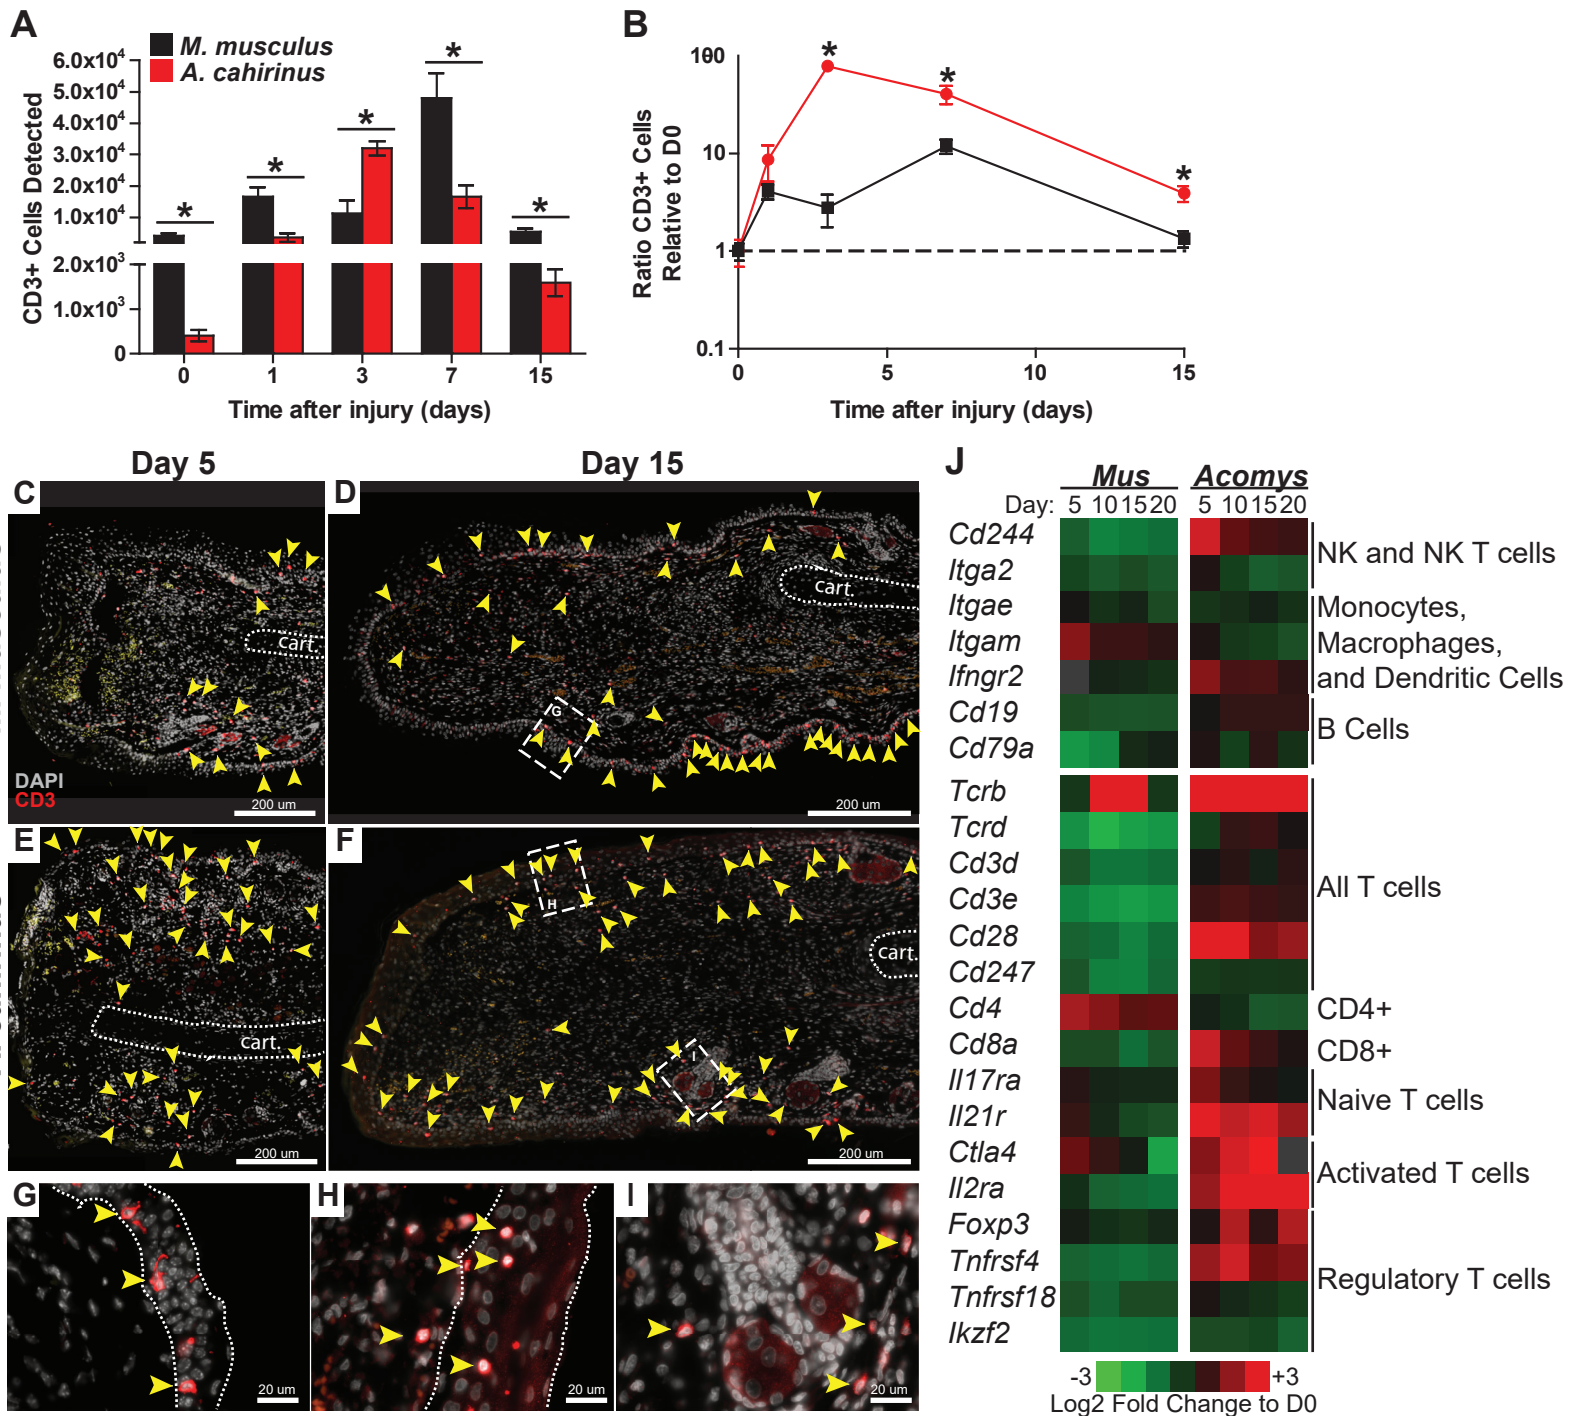 A
M. musculus
A. cahirinus
CD3+ Cells Detected
6.0x10⁴
5.0x10⁴
4.0x10⁴
3.0x10⁴
2.0x10⁴
1.0x10⁴
2.0x10³
1.0x10³
0
* * * * *
0 1 3 7 15
Time after injury (days)
B
Ratio CD3+ Cells
Relative to D0
100
10
1
0.1
* * *
0 5 10 15
Time after injury (days)
Day 5
Day 15
C
cart.
DAPI
CD3
200 um
D
cart.
G
200 um
E
cart.
200 um
F
H
cart.
I
200 um
G
20 um
H
20 um
I
20 um
J
Mus Acomys
Day: 5 10 15 20 5 10 15 20
Cd244
Itga2
NK and NK T cells
Itgae
Itgam
Ifngr2
Monocytes,
Macrophages,
and Dendritic Cells
Cd19
Cd79a
B Cells
Tcrb
Tcrd
Cd3d
Cd3e
Cd28
Cd247
All T cells
Cd4
CD4+
Cd8a
CD8+
Il17ra
Il21r
Naive T cells
Ctla4
Il2ra
Activated T cells
Foxp3
Tnfrsf4
Tnfrsf18
Ikzf2
Regulatory T cells
-3 +3
Log2 Fold Change to D0